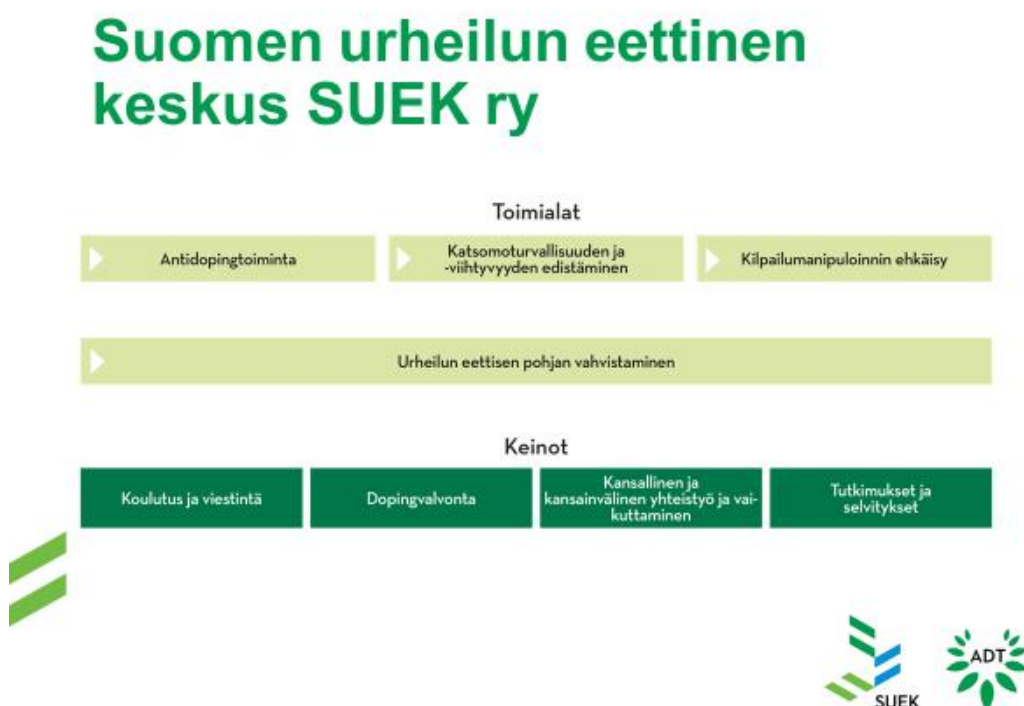 Suomen urheilun eettinen
keskus SUEK ry
Toimialat
Antidopingtoiminta
Katsomoturvallisuuden ja
-viihtyvyyden edistäminen
Kilpailumanipuloinnin ehkäisy
Urheilun eettisen pohjan vahvistaminen
Keinot
Koulutus ja viestintä
Dopingvalvonta
Kansallinen ja
kansainvälinen yhteistyö ja vai-
kuttaminen
Tutkimukset ja
selvitykset
SUEK
ADT